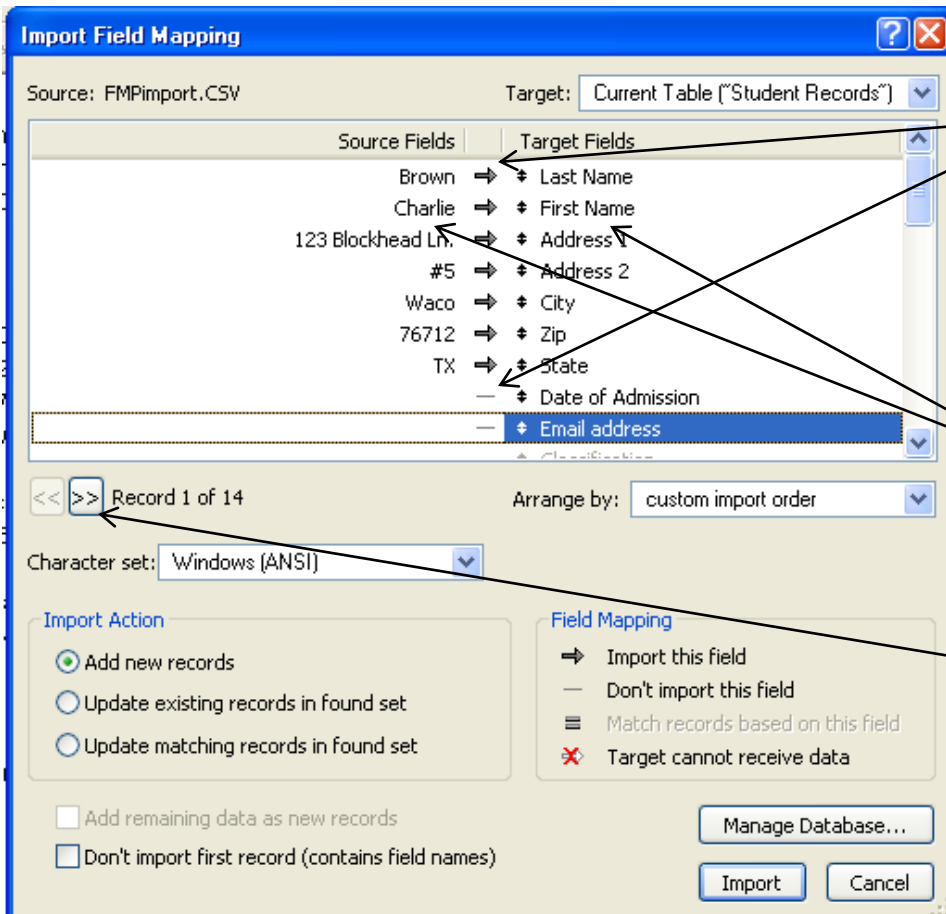 Import Field Mapping
Source: FMPimport.CSV Target: Current Table ("Student Records")
Source Fields Target Fields
Brown Last Name
Charlie First Name
123 Blockhead Ln. Address 1
#5 Address 2
Waco City
76712 Zip
TX State
Date of Admission
Email address
<< >> Record 1 of 14 Arrange by: custom import order
Character set: Windows (ANSI)
Import Action Field Mapping
Add new records Import this field
Update existing records in found set Don't import this field
Match records based on this field
Update matching records in found set Target cannot receive data
Add remaining data as new records Manage Database...
Don't import first record (contains field names)
Import Cancel